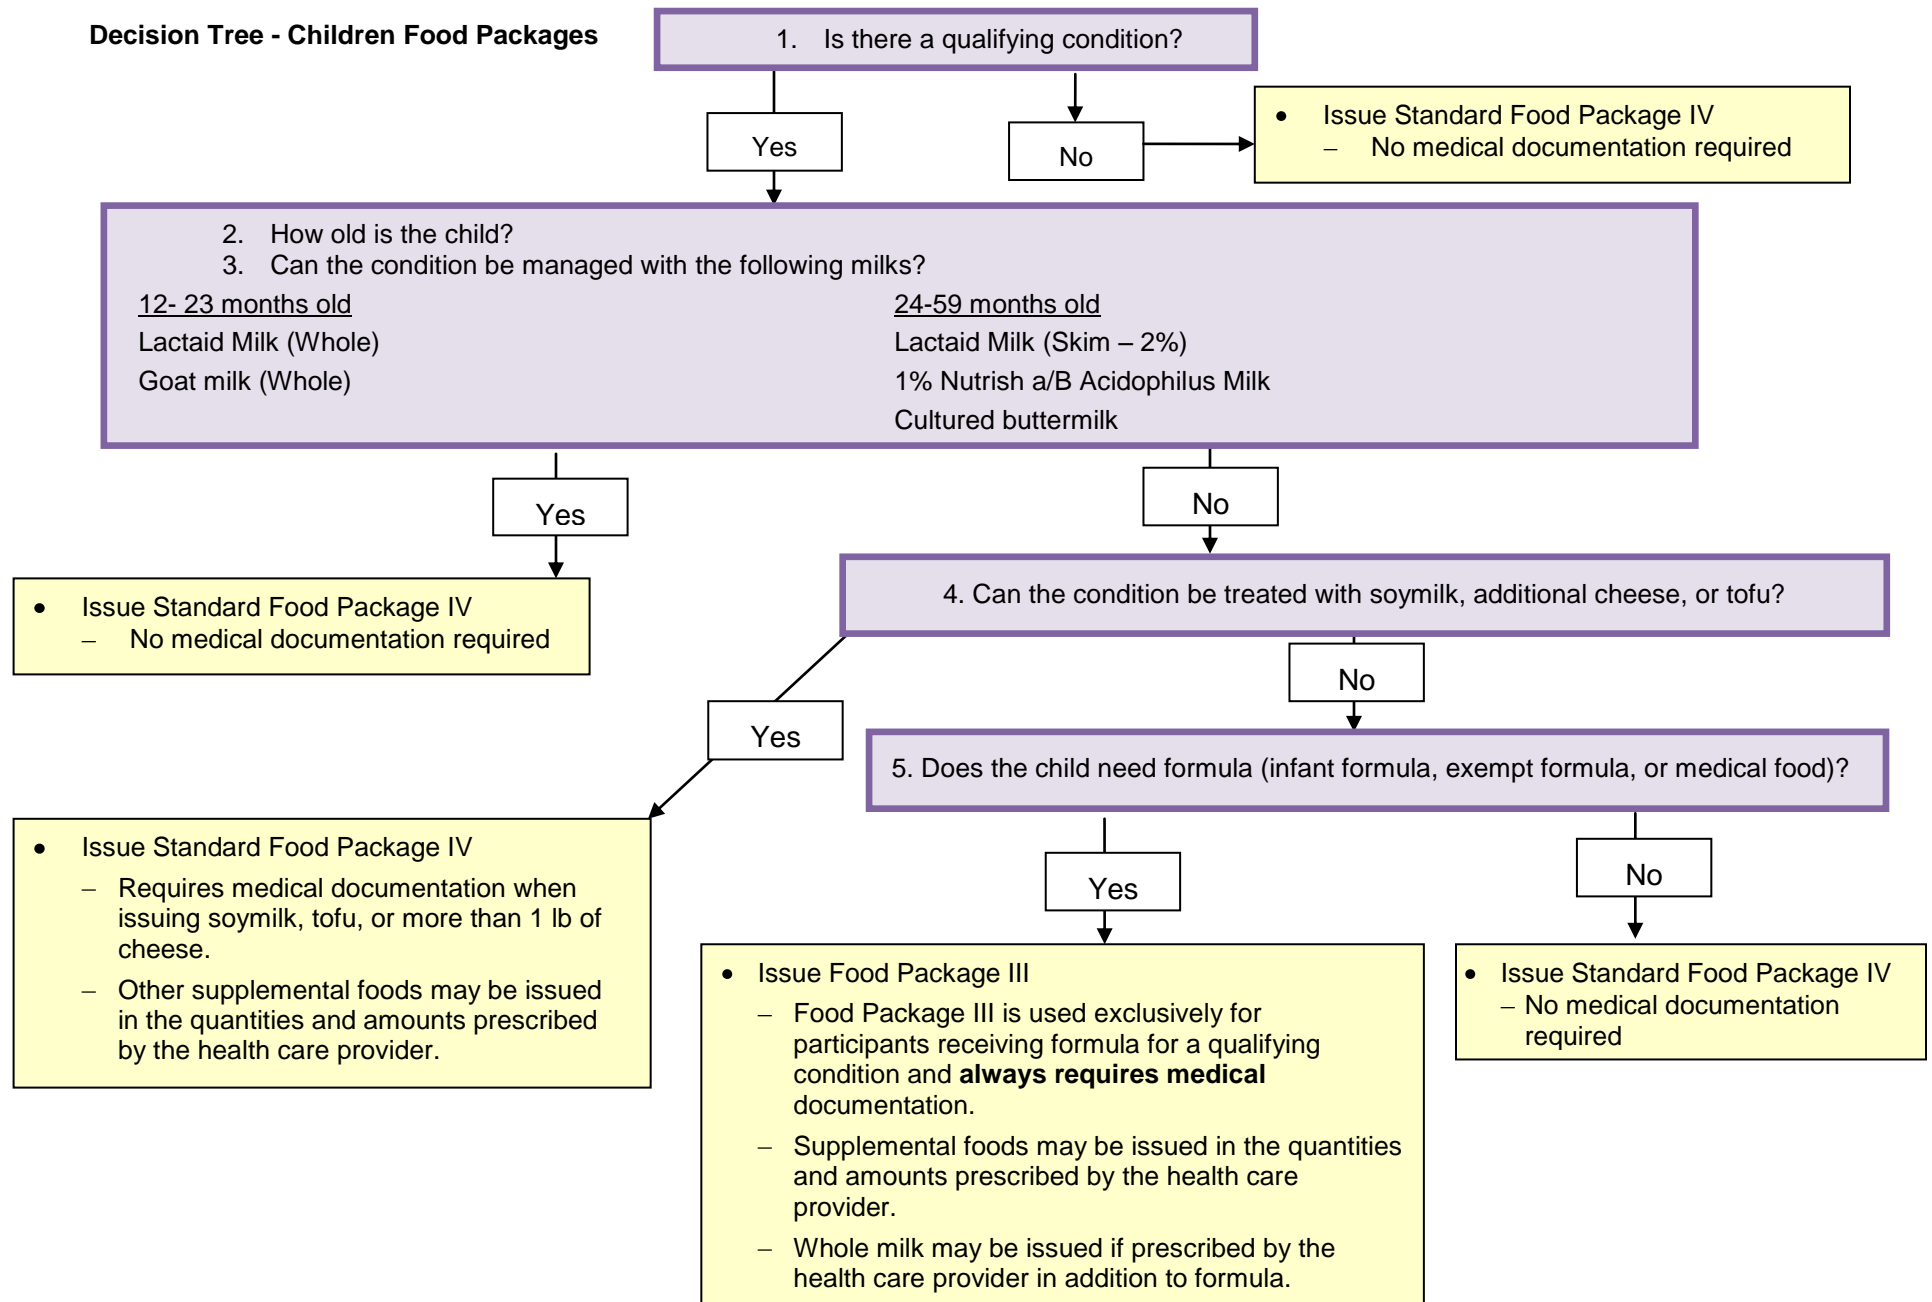 Decision Tree - Children Food Packages
1. Is there a qualifying condition?
Yes
No
• Issue Standard Food Package IV
– No medical documentation required
2. How old is the child?
3. Can the condition be managed with the following milks?
12- 23 months old
Lactaid Milk (Whole)
Goat milk (Whole)
24-59 months old
Lactaid Milk (Skim – 2%)
1% Nutrish a/B Acidophilus Milk
Cultured buttermilk
Yes
No
• Issue Standard Food Package IV
– No medical documentation required
4. Can the condition be treated with soymilk, additional cheese, or tofu?
Yes
No
5. Does the child need formula (infant formula, exempt formula, or medical food)?
• Issue Standard Food Package IV
– Requires medical documentation when
issuing soymilk, tofu, or more than 1 lb of
cheese.
– Other supplemental foods may be issued
in the quantities and amounts prescribed
by the health care provider.
Yes
No
• Issue Food Package III
– Food Package III is used exclusively for
participants receiving formula for a qualifying
condition and always requires medical
documentation.
– Supplemental foods may be issued in the quantities
and amounts prescribed by the health care
provider.
– Whole milk may be issued if prescribed by the
health care provider in addition to formula.
• Issue Standard Food Package IV
– No medical documentation
required